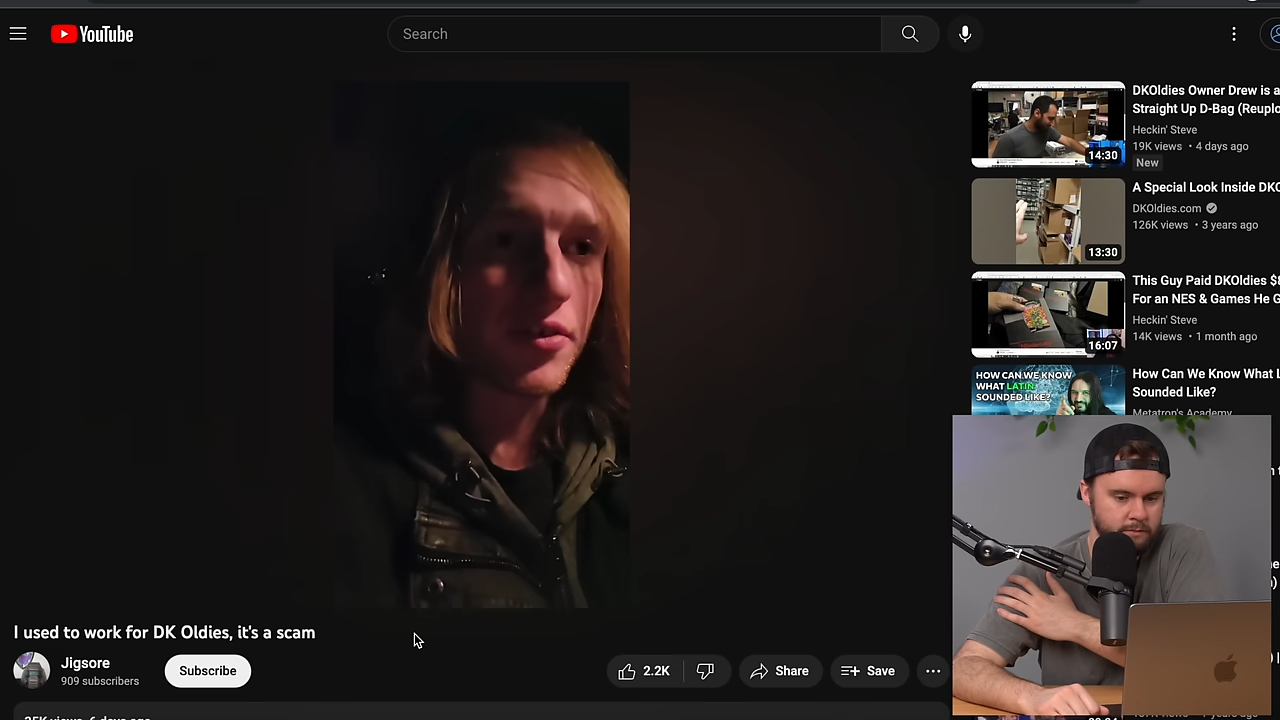 YouTube
Search
DKOldies Owner Drew is a
Straight Up D-Bag (Reuplo
Heckin' Steve
19K views • 4 days ago
New
14:30
A Special Look Inside DKO
DKOldies.com
126K views • 3 years ago
13:30
This Guy Paid DKOldies $
For an NES & Games He G
Heckin' Steve
14K views • 1 month ago
16:07
HOW CAN WE KNOW
WHAT LATIN
SOUNDED LIKE?
How Can We Know What L
Sounded Like?
Metatron's Academy
I used to work for DK Oldies, it's a scam
Jigsore
909 subscribers
Subscribe
2.2K
Share
Save